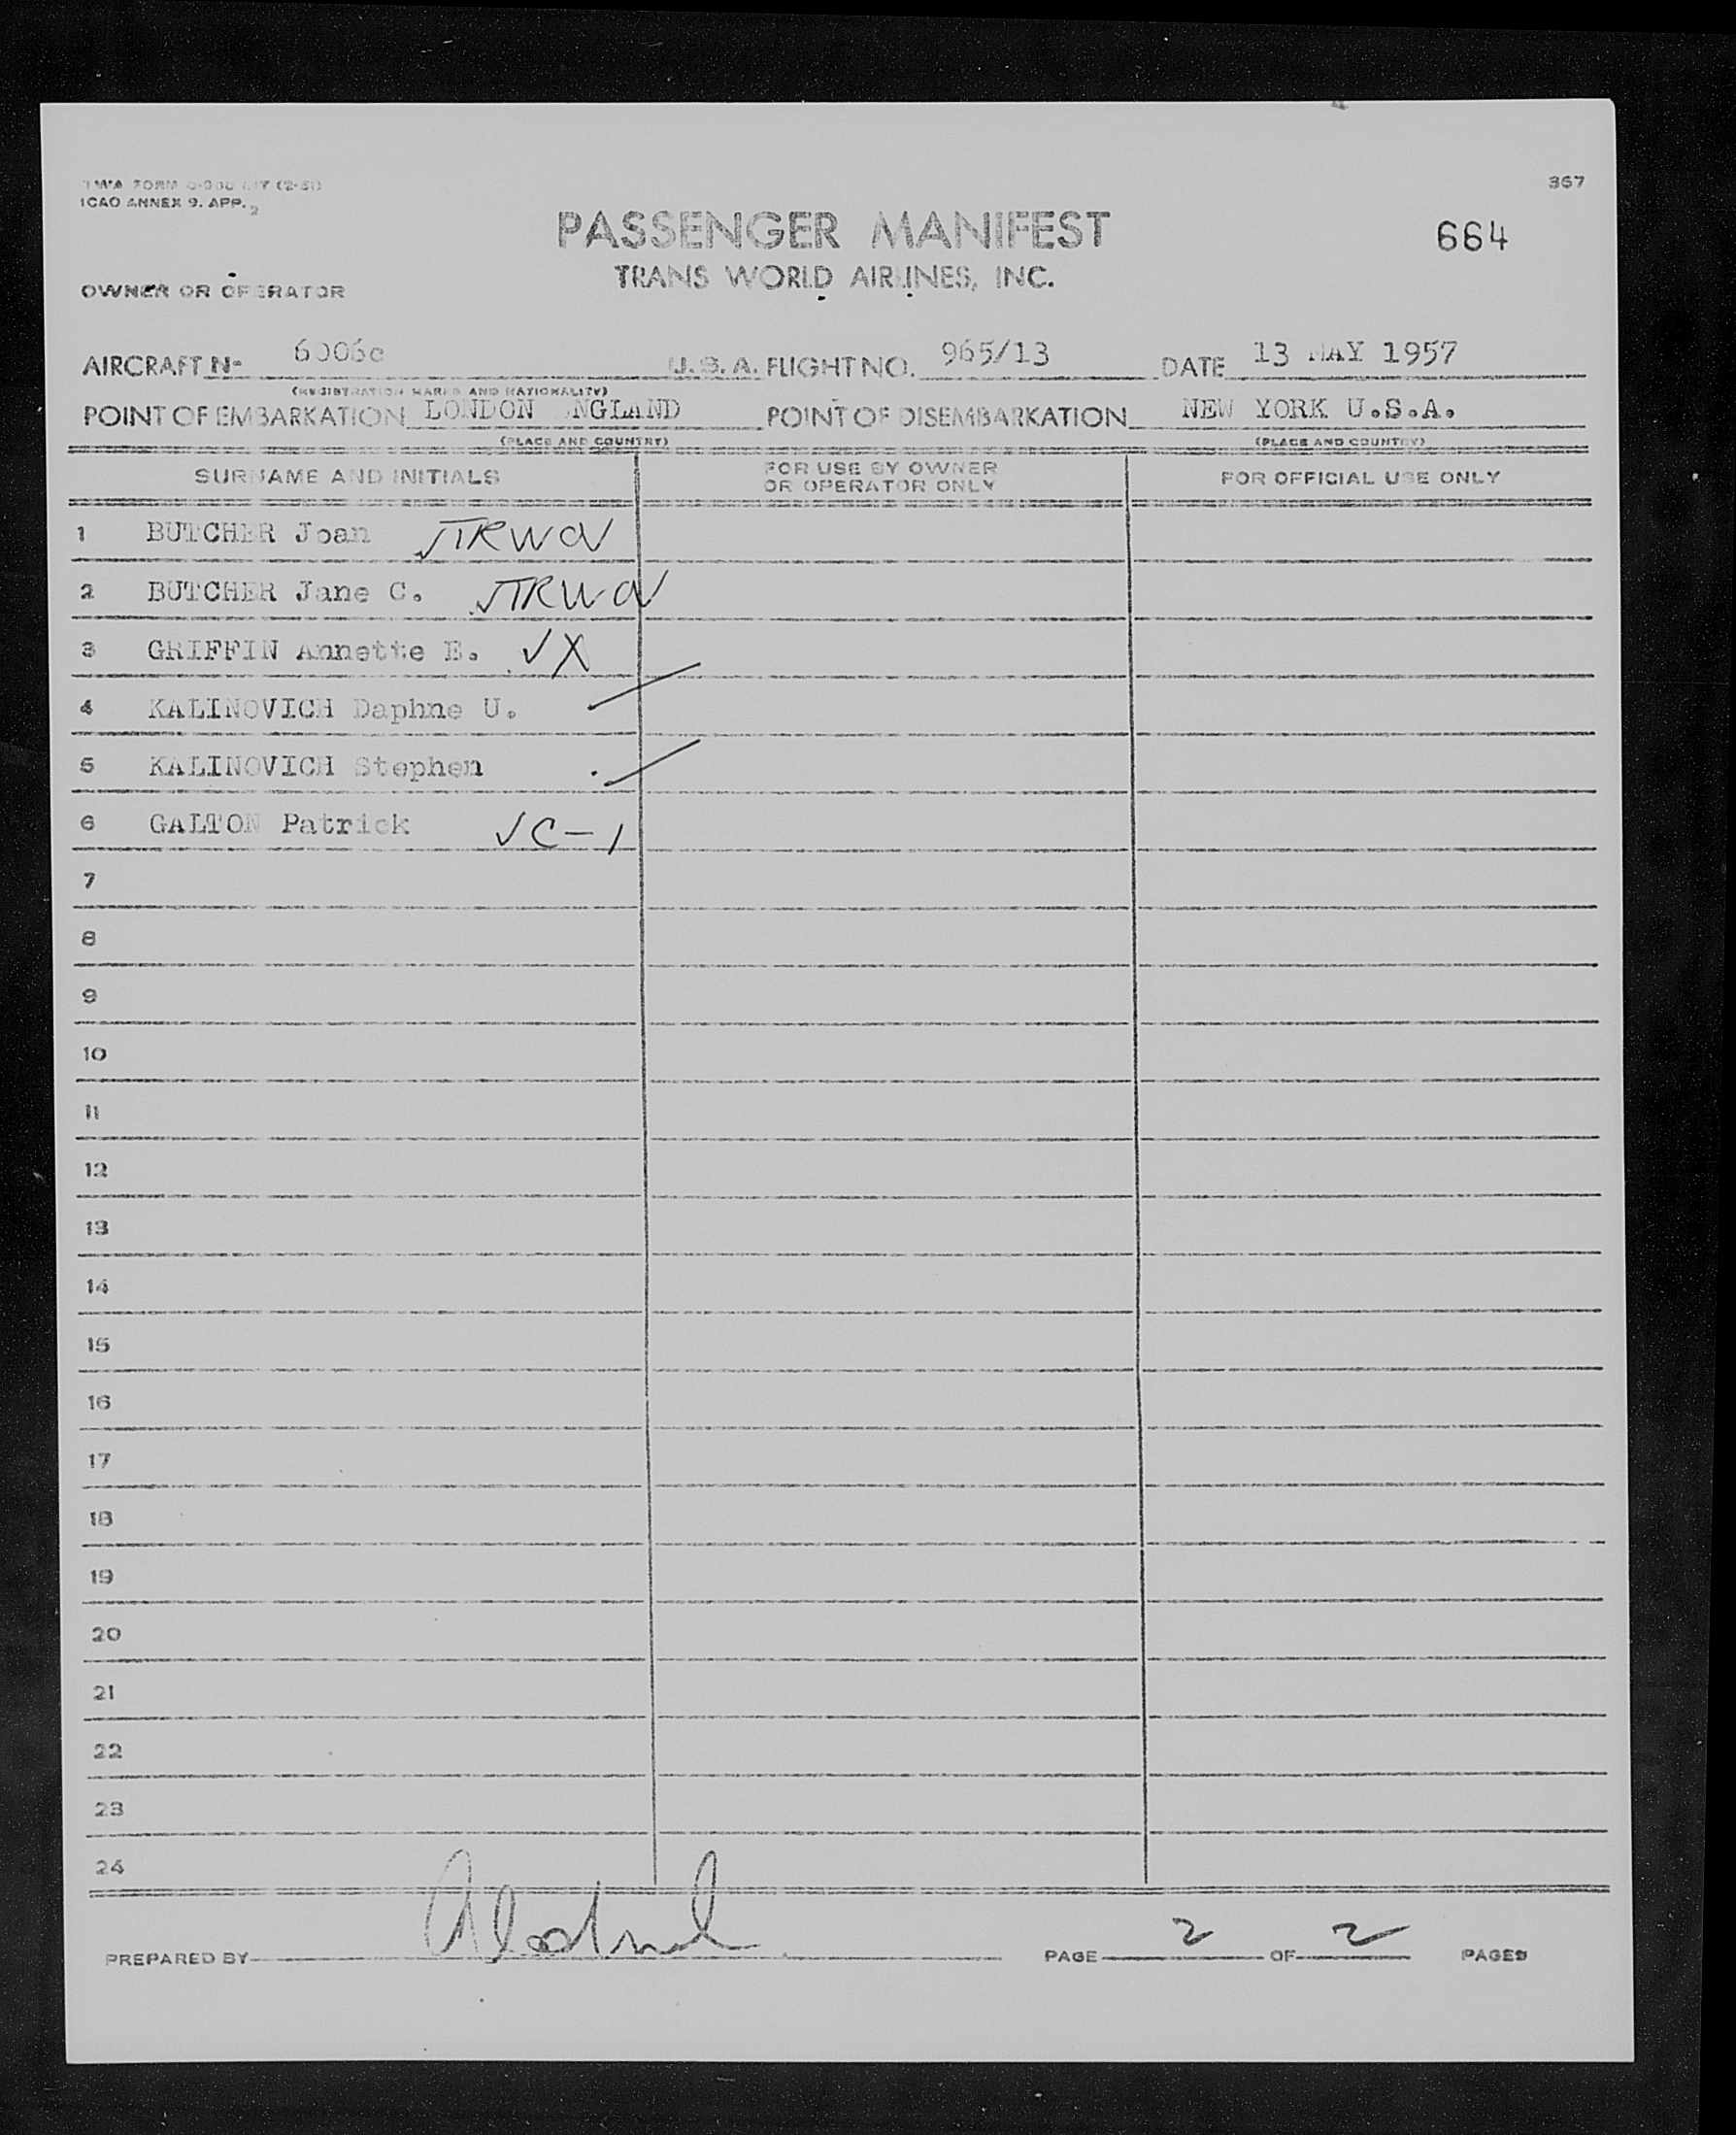 ICAO ANNEX 9. APP. 2
367
PASSENGER MANIFEST
664
TRANS WORLD AIRLINES, INC.
OWNER OR OPERATOR
AIRCRAFT N- 6006c U.S.A. FLIGHT NO. 965/13 DATE 13 MAY 1957
(REGISTRATION MARKS AND NATIONALITY)
POINT OF EMBARKATION LONDON ENGLAND POINT OF DISEMBARKATION NEW YORK U.S.A.
(PLACE AND COUNTRY) (PLACE AND COUNTRY)
SURNAME AND INITIALS FOR USE BY OWNER OR OPERATOR ONLY FOR OFFICIAL USE ONLY
1 BUTCHER Joan √TRWOV
2 BUTCHER Jane C. √TRWOV
3 GRIFFIN Annette E. √X
4 KALINOVICH Daphne U.
5 KALINOVICH Stephen
6 GALTON Patrick √C-1
7
8
9
10
11
12
13
14
15
16
17
18
19
20
21
22
23
24
PREPARED BY PAGE 2 OF 2 PAGES